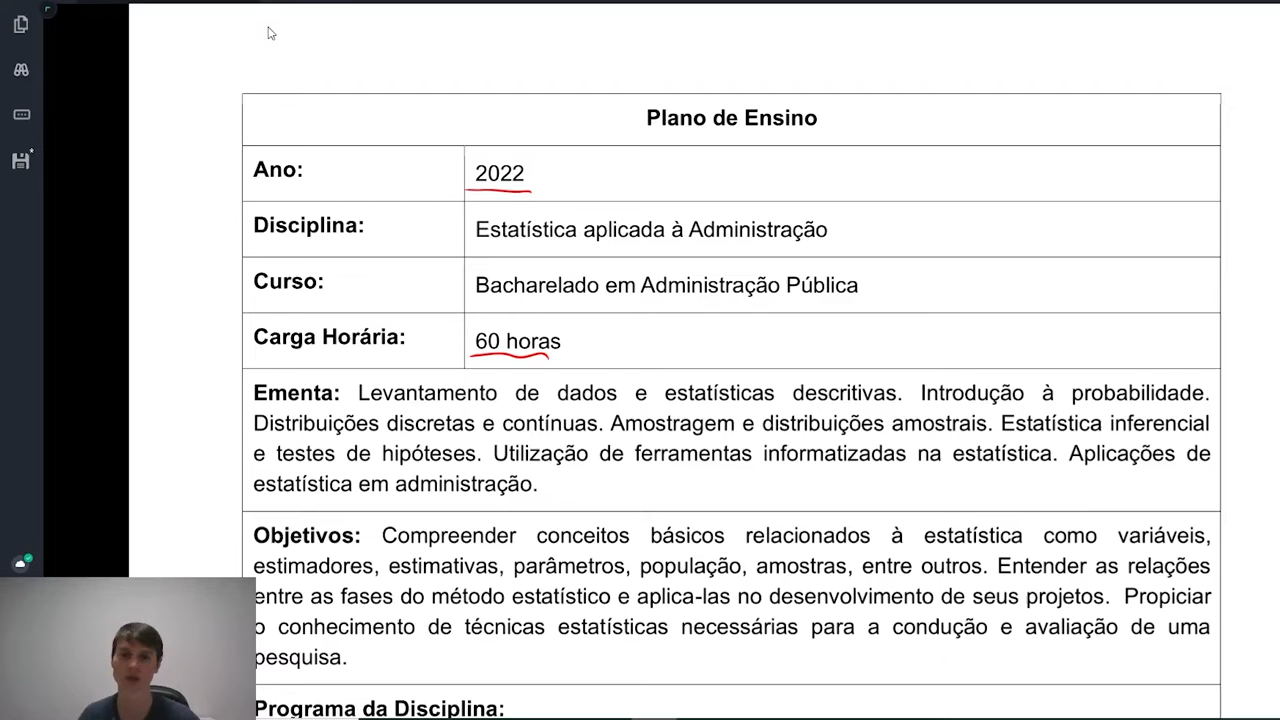 Plano de Ensino
Ano: 2022
Disciplina: Estatística aplicada à Administração
Curso: Bacharelado em Administração Pública
Carga Horária: 60 horas
Ementa: Levantamento de dados e estatísticas descritivas. Introdução à probabilidade.
Distribuições discretas e contínuas. Amostragem e distribuições amostrais. Estatística inferencial
e testes de hipóteses. Utilização de ferramentas informatizadas na estatística. Aplicações de
estatística em administração.
Objetivos: Compreender conceitos básicos relacionados à estatística como variáveis,
estimadores, estimativas, parâmetros, população, amostras, entre outros. Entender as relações
entre as fases do método estatístico e aplica-las no desenvolvimento de seus projetos. Propiciar
o conhecimento de técnicas estatísticas necessárias para a condução e avaliação de uma
pesquisa.
Programa da Disciplina: